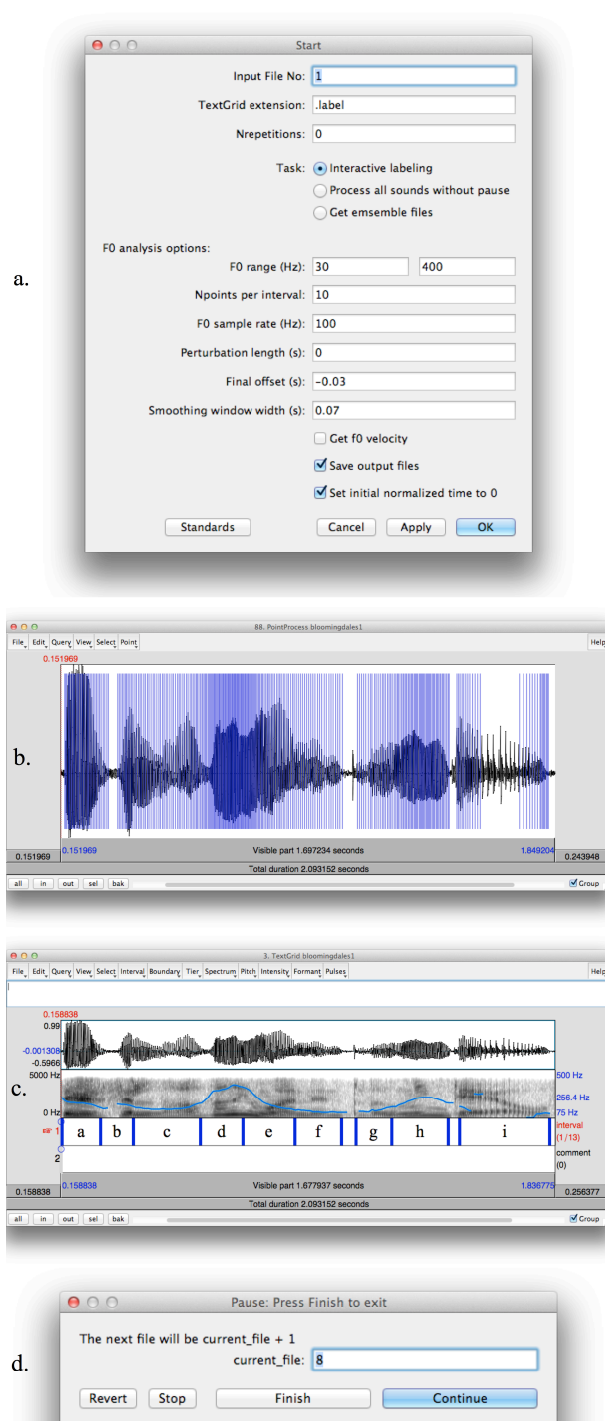 Start
Input File No: 1
TextGrid extension: .label
Nrepetitions: 0
Task: Interactive labeling
Process all sounds without pause
Get emsemble files
a.
F0 analysis options:
F0 range (Hz): 30 400
Npoints per interval: 10
F0 sample rate (Hz): 100
Perturbation length (s): 0
Final offset (s): -0.03
Smoothing window width (s): 0.07
Get f0 velocity
Save output files
Set initial normalized time to 0
Standards Cancel Apply OK
88. PointProcess bloomingdales1
File Edit Query View Select Point Help
0.151969
b.
0.151969 0.151969 Visible part 1.697234 seconds 1.849204 0.243948
Total duration 2.093152 seconds
all in out sel bak Group
3. TextGrid bloomingdales1
File Edit Query View Select Interval Boundary Tier Spectrum Pitch Intensity Formant Pulses Help
0.158838
0.99
-0.001308
-0.5966
5000 Hz 500 Hz
c.
266.4 Hz
0 Hz 75 Hz
1 a b c d e f g h i interval
(1/13)
2 comment
(0)
0.158838 0.158838 Visible part 1.677937 seconds 1.836775 0.256377
Total duration 2.093152 seconds
all in out sel bak Group
Pause: Press Finish to exit
The next file will be current_file + 1
d.
current_file: 8
Revert Stop Finish Continue